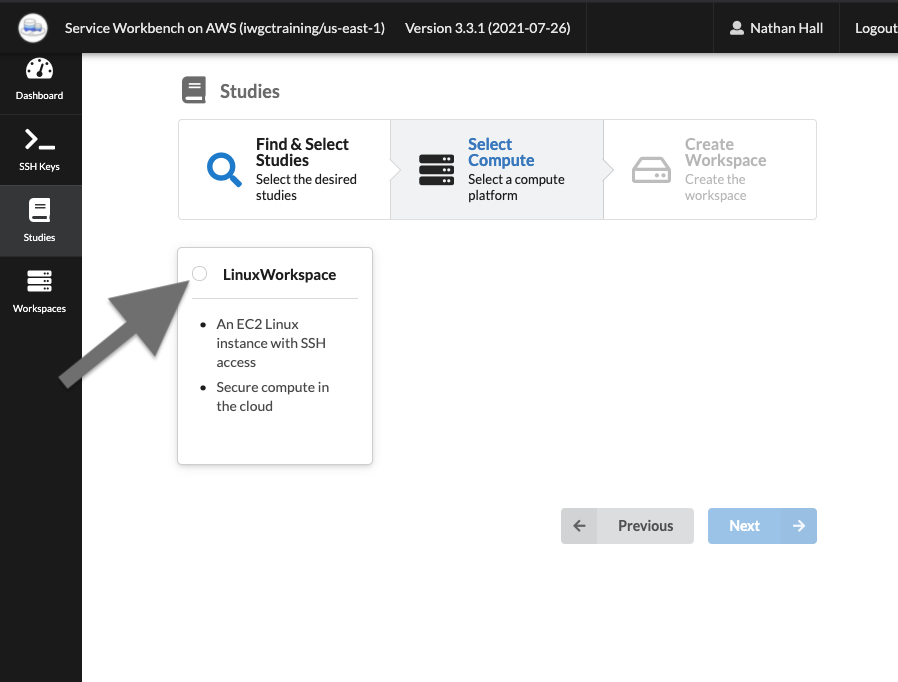 Service Workbench on AWS (iwgctraining/us-east-1) Version 3.3.1 (2021-07-26) Nathan Hall Logout
Dashboard
SSH Keys
Studies
Workspaces
Studies
Find & Select
Studies
Select the desired
studies
Select
Compute
Select a compute
platform
Create
Workspace
Create the
workspace
LinuxWorkspace
• An EC2 Linux
instance with SSH
access
• Secure compute in
the cloud
Previous
Next